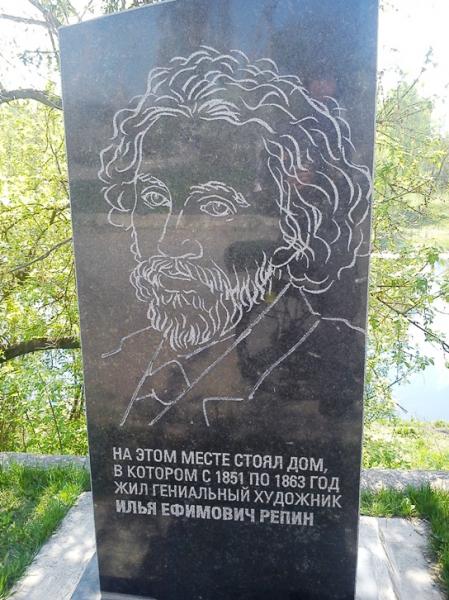 НА ЭТОМ МЕСТЕ СТОЯЛ ДОМ,
В КОТОРОМ С 1851 ПО 1863 ГОД
ЖИЛ ГЕНИАЛЬНЫЙ ХУДОЖНИК
ИЛЬЯ ЕФИМОВИЧ РЕПИН